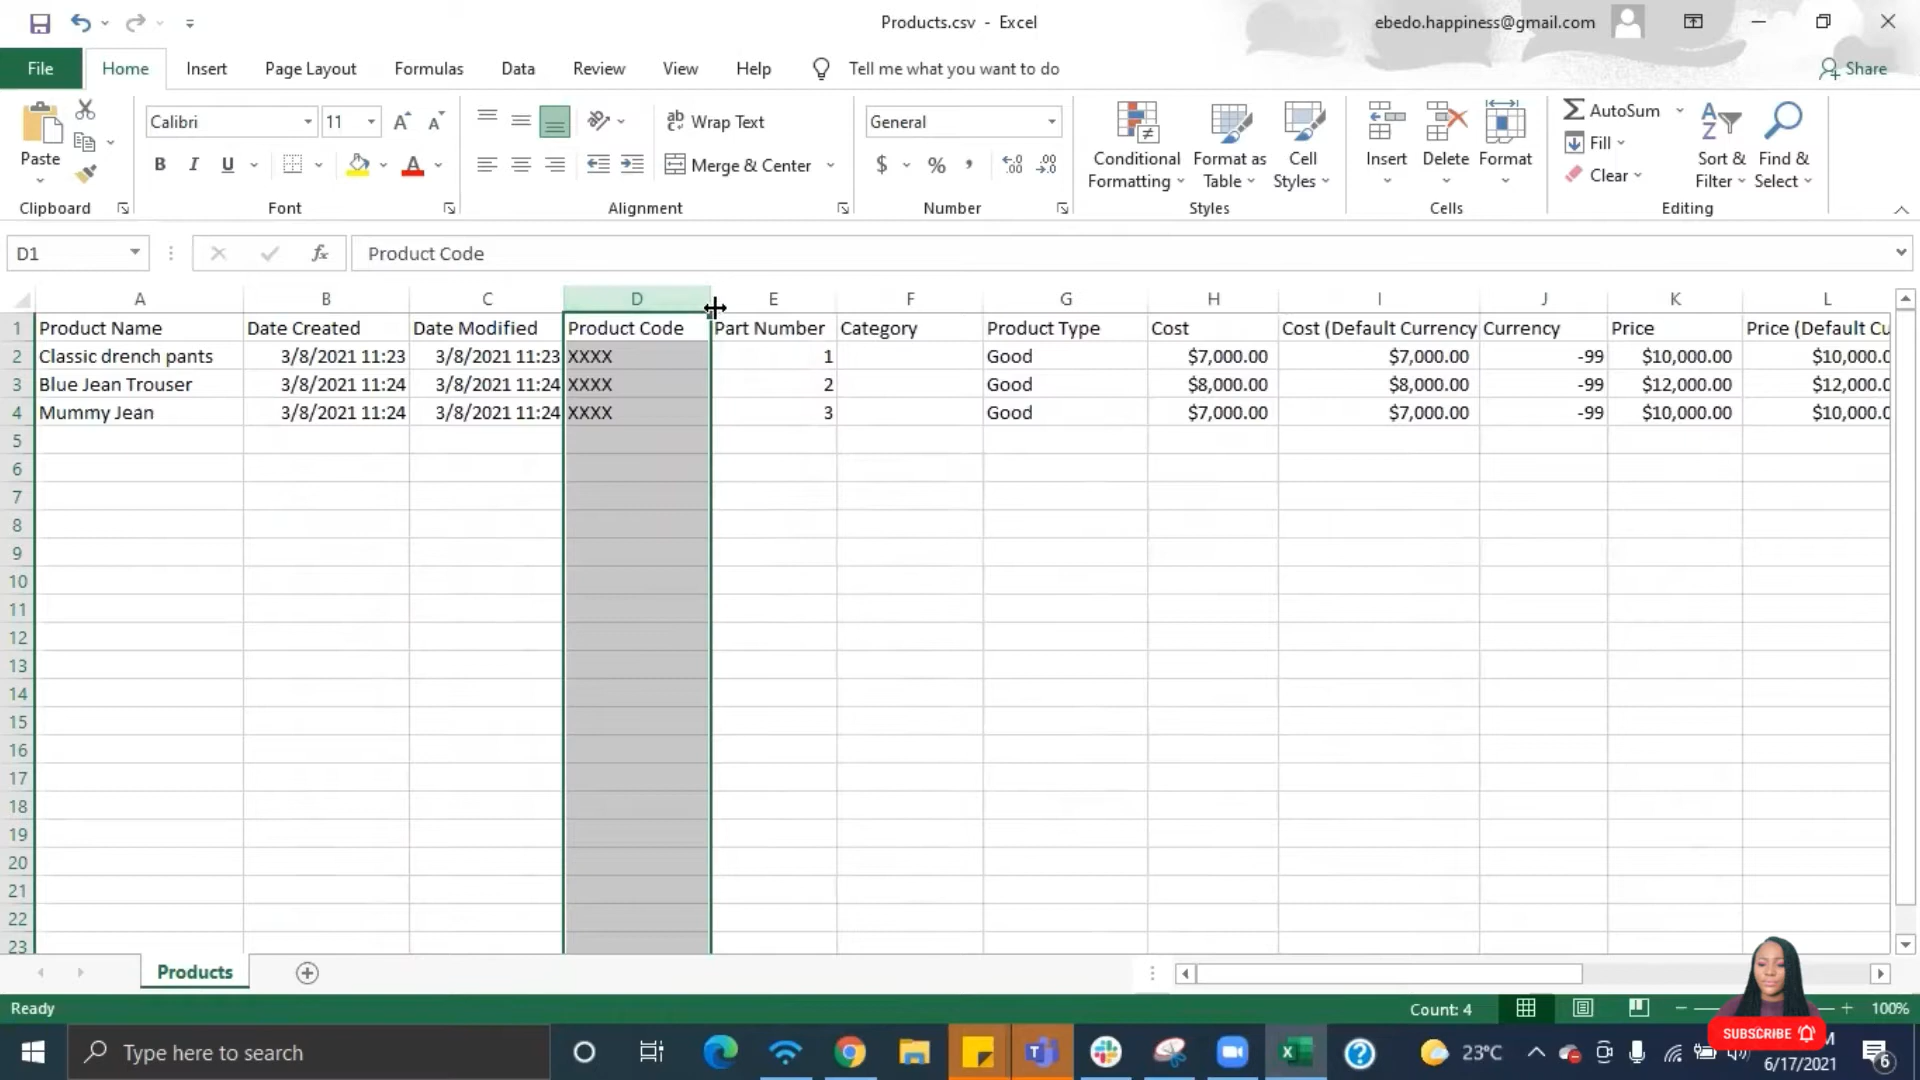 Products.csv - Excel
ebedo.happiness@gmail.com
File Home Insert Page Layout Formulas Data Review View Help Tell me what you want to do Share
Paste
Calibri 11
B I U
Wrap Text
Merge & Center
General
$ %
Conditional Formatting
Format as Table
Cell Styles
Insert Delete Format
AutoSum
Fill
Clear
Sort & Filter
Find & Select
Clipboard Font Alignment Number Styles Cells Editing
D1 fx Product Code
A B C D E F G H I J K L
1 Product Name Date Created Date Modified Product Code Part Number Category Product Type Cost Cost (Default Currency Currency Price Price (Default Cu
2 Classic drench pants 3/8/2021 11:23 3/8/2021 11:23 XXXX 1 Good $7,000.00 $7,000.00 -99 $10,000.00 $10,000.0
3 Blue Jean Trouser 3/8/2021 11:24 3/8/2021 11:24 XXXX 2 Good $8,000.00 $8,000.00 -99 $12,000.00 $12,000.0
4 Mummy Jean 3/8/2021 11:24 3/8/2021 11:24 XXXX 3 Good $7,000.00 $7,000.00 -99 $10,000.00 $10,000.0
5
6
7
8
9
10
11
12
13
14
15
16
17
18
19
20
21
22
23
Products
Ready Count: 4 100%
SUBSCRIBE
Type here to search 23°C M
6/17/2021 6